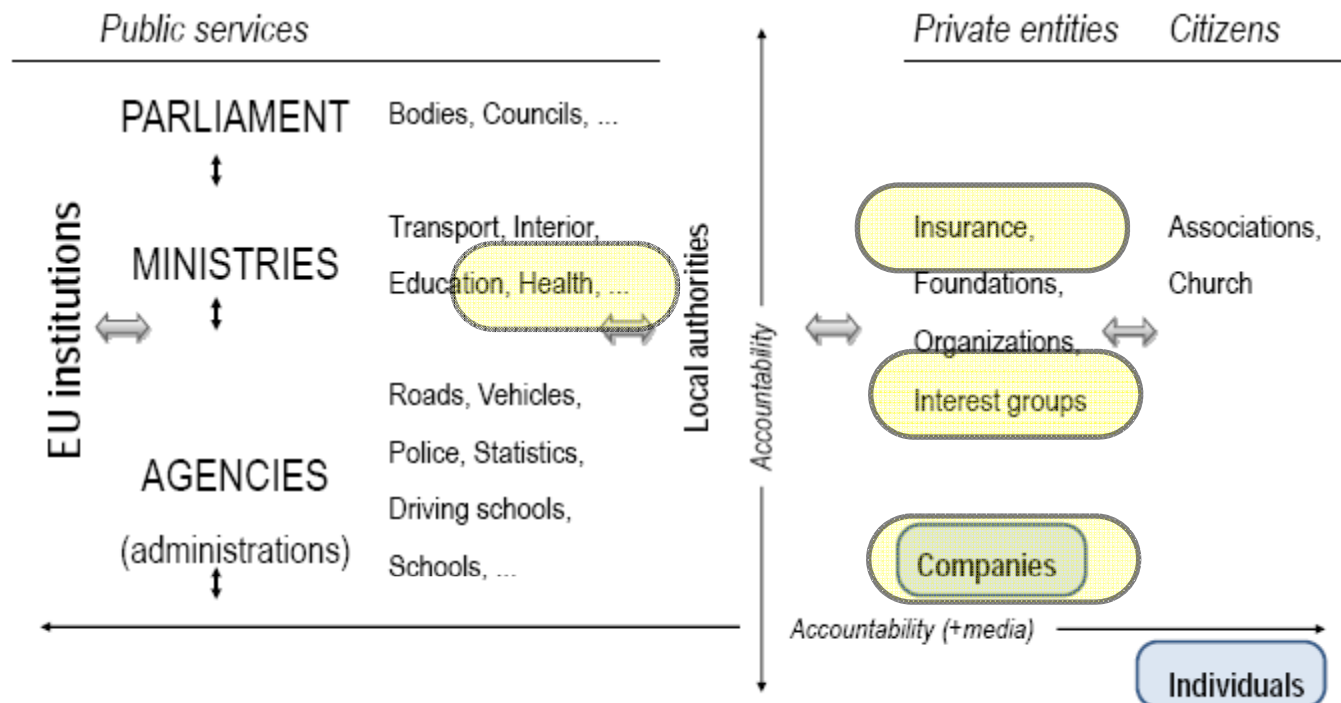 Public services
Private entities
Citizens
PARLIAMENT
Bodies, Councils, ...
EU institutions
MINISTRIES
Transport, Interior,
Education, Health, ...
AGENCIES
(administrations)
Roads, Vehicles,
Police, Statistics,
Driving schools,
Schools, ...
Local authorities
Accountability
Insurance,
Foundations,
Organizations,
Interest groups
Companies
Associations,
Church
Accountability (+media)
Individuals